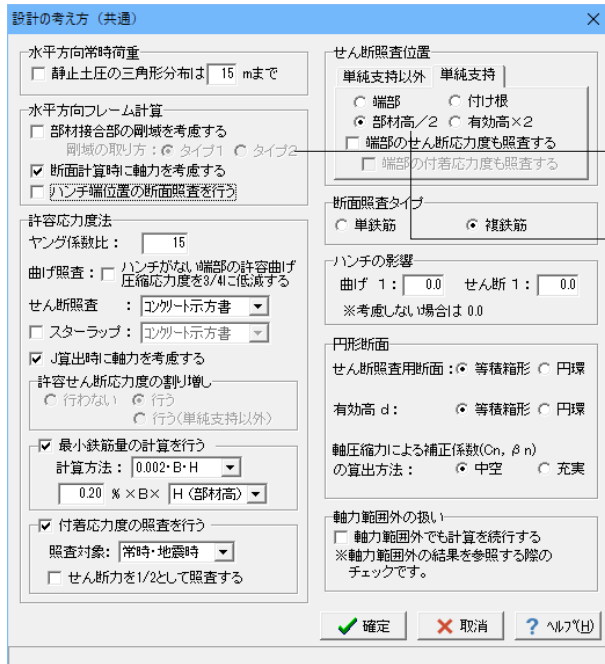 設計の考え方（共通）
水平方向常時荷重
静止土圧の三角形分布は 15 mまで
水平方向フレーム計算
部材接合部の剛域を考慮する
剛域の取り方： タイプ1 タイプ2
断面計算時に軸力を考慮する
ハンチ端位置の断面照査を行う
許容応力度法
ヤング係数比： 15
曲げ照査： ハンチがない端部の許容曲げ
圧縮応力度を3/4に低減する
せん断照査 ： コンクリート示方書
スターラップ： コンクリート示方書
J算出時に軸力を考慮する
許容せん断応力度の割り増し
行わない 行う
行う(単純支持以外)
最小鉄筋量の計算を行う
計算方法： 0.002・B・H
0.20 %×B× H（部材高）
付着応力度の照査を行う
照査対象： 常時・地震時
せん断力を1/2として照査する
せん断照査位置
単純支持以外 単純支持
端部 付け根
部材高／2 有効高×2
端部のせん断応力度も照査する
端部の付着応力度も照査する
断面照査タイプ
単鉄筋 複鉄筋
ハンチの影響
曲げ 1： 0.0 せん断 1： 0.0
※考慮しない場合は 0.0
円形断面
せん断照査用断面： 等積箱形 円環
有効高 d： 等積箱形 円環
軸圧縮力による補正係数(Cn, βn)
の算出方法： 中空 充実
軸力範囲外の扱い
軸力範囲外でも計算を続行する
※軸力範囲外の結果を参照する際の
チェックです。
確定 取消 ? ヘルプ(H)